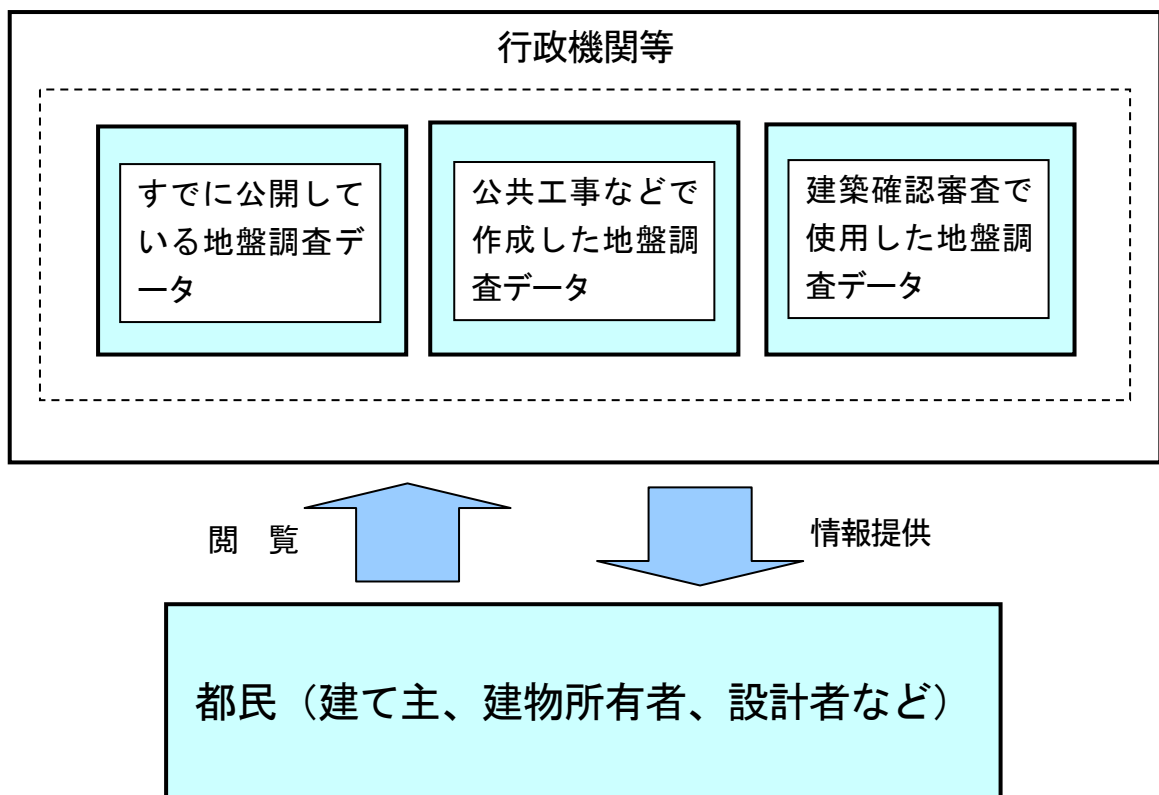 行政機関等
すでに公開して
いる地盤調査デ
ータ
公共工事などで
作成した地盤調
査データ
建築確認審査で
使用した地盤調
査データ
閲　覧
情報提供
都民（建て主、建物所有者、設計者など）